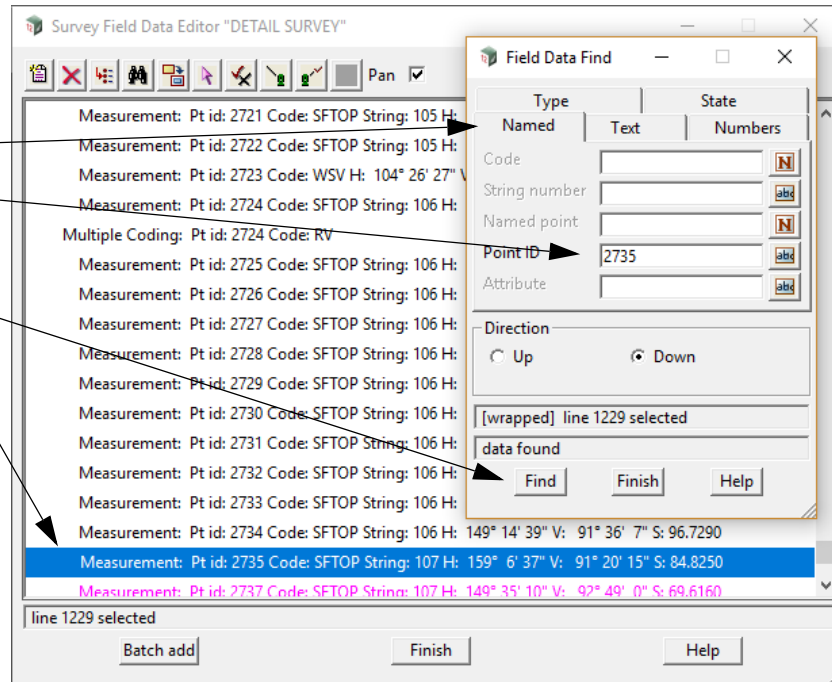 Survey Field Data Editor "DETAIL SURVEY"
Pan
Measurement: Pt id: 2721 Code: SFTOP String: 105 H:
Measurement: Pt id: 2722 Code: SFTOP String: 105 H:
Measurement: Pt id: 2723 Code: WSV H: 104° 26' 27" V
Measurement: Pt id: 2724 Code: SFTOP String: 106 H:
Multiple Coding: Pt id: 2724 Code: RV
Measurement: Pt id: 2725 Code: SFTOP String: 106 H:
Measurement: Pt id: 2726 Code: SFTOP String: 106 H:
Measurement: Pt id: 2727 Code: SFTOP String: 106 H:
Measurement: Pt id: 2728 Code: SFTOP String: 106 H:
Measurement: Pt id: 2729 Code: SFTOP String: 106 H:
Measurement: Pt id: 2730 Code: SFTOP String: 106 H:
Measurement: Pt id: 2731 Code: SFTOP String: 106 H:
Measurement: Pt id: 2732 Code: SFTOP String: 106 H:
Measurement: Pt id: 2733 Code: SFTOP String: 106 H:
Measurement: Pt id: 2734 Code: SFTOP String: 106 H: 149° 14' 39" V: 91° 36' 7" S: 96.7290
Measurement: Pt id: 2735 Code: SFTOP String: 107 H: 159° 6' 37" V: 91° 20' 15" S: 84.8250
Measurement: Pt id: 2737 Code: SFTOP String: 107 H: 149° 35' 10" V: 92° 49' 0" S: 69.6160
line 1229 selected
Batch add Finish Help
Field Data Find
Type State
Named Text Numbers
Code N
String number abc
Named point N
Point ID 2735 abc
Attribute abc
Direction
Up Down
[wrapped] line 1229 selected
data found
Find Finish Help